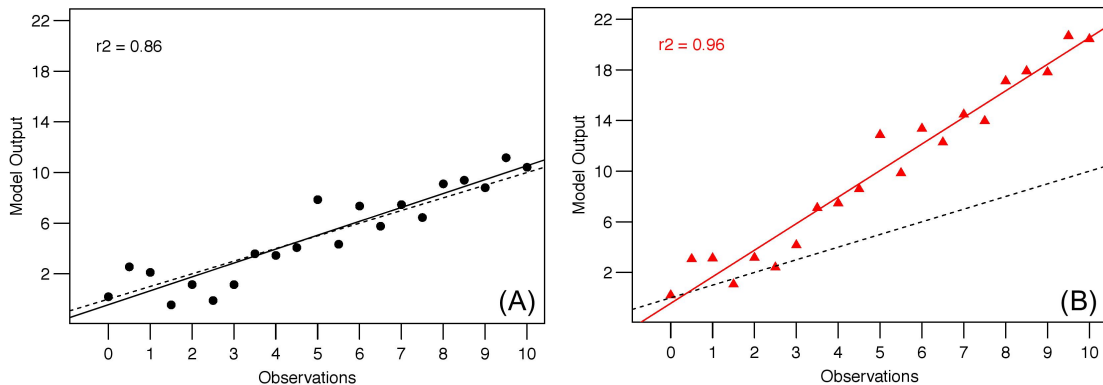 22
18
14
10
6
2
Model Output
r2 = 0.86
(A)
0 1 2 3 4 5 6 7 8 9 10
Observations
22
18
14
10
6
2
Model Output
r2 = 0.96
(B)
0 1 2 3 4 5 6 7 8 9 10
Observations